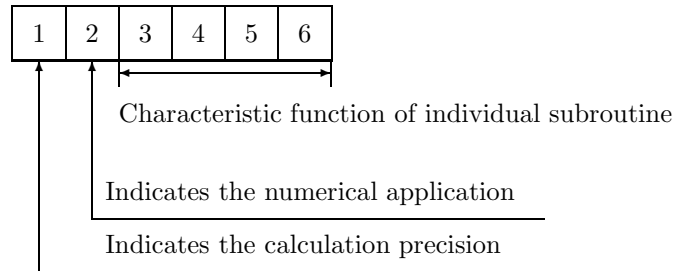 1 2 3 4 5 6
Characteristic function of individual subroutine
Indicates the numerical application
Indicates the calculation precision